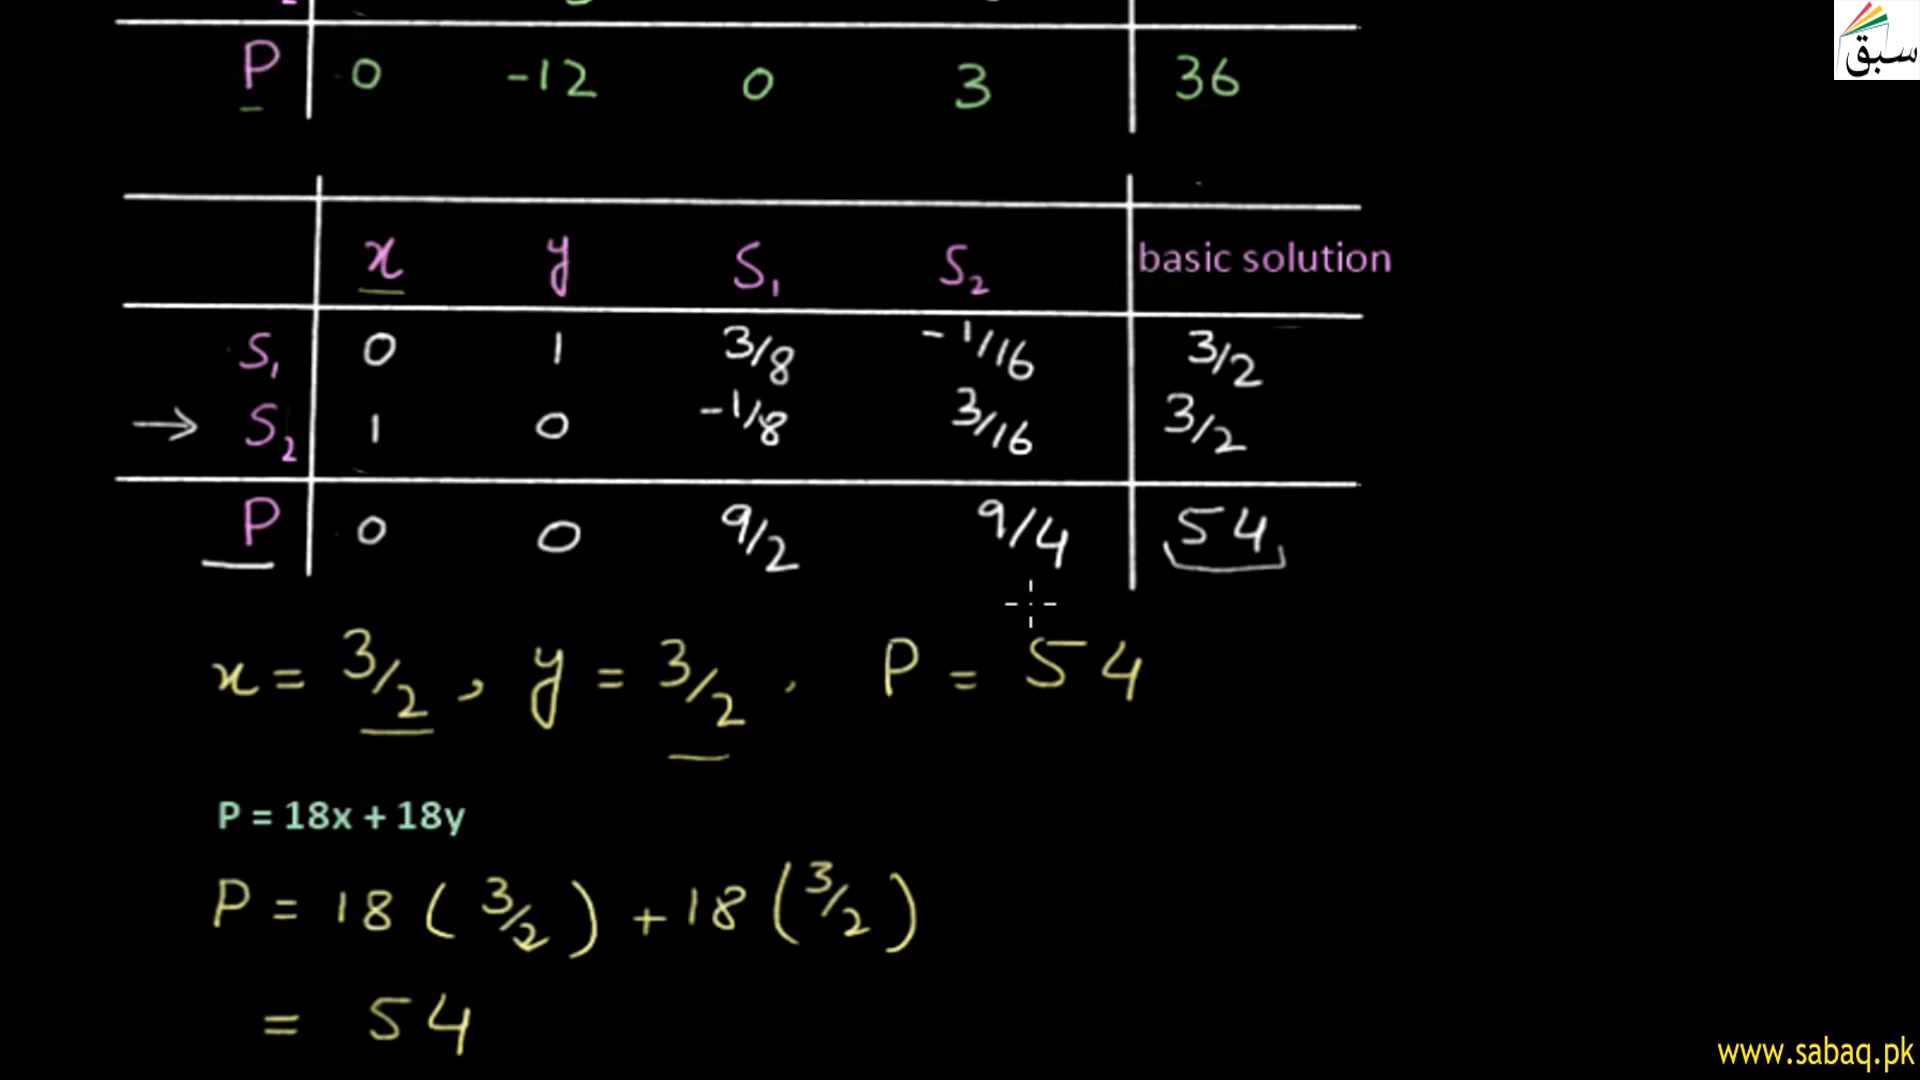 سبق
P 0 -12 0 3 36
x y S₁ S₂ basic solution
S₁ 0 1 3/8 -1/16 3/2
→ S₂ 1 0 -1/8 3/16 3/2
P 0 0 9/2 9/4 54
x = 3/2 , y = 3/2 . P = 54
P = 18x + 18y
P = 18 ( 3/2 ) + 18 ( 3/2 )
= 54
www.sabaq.pk